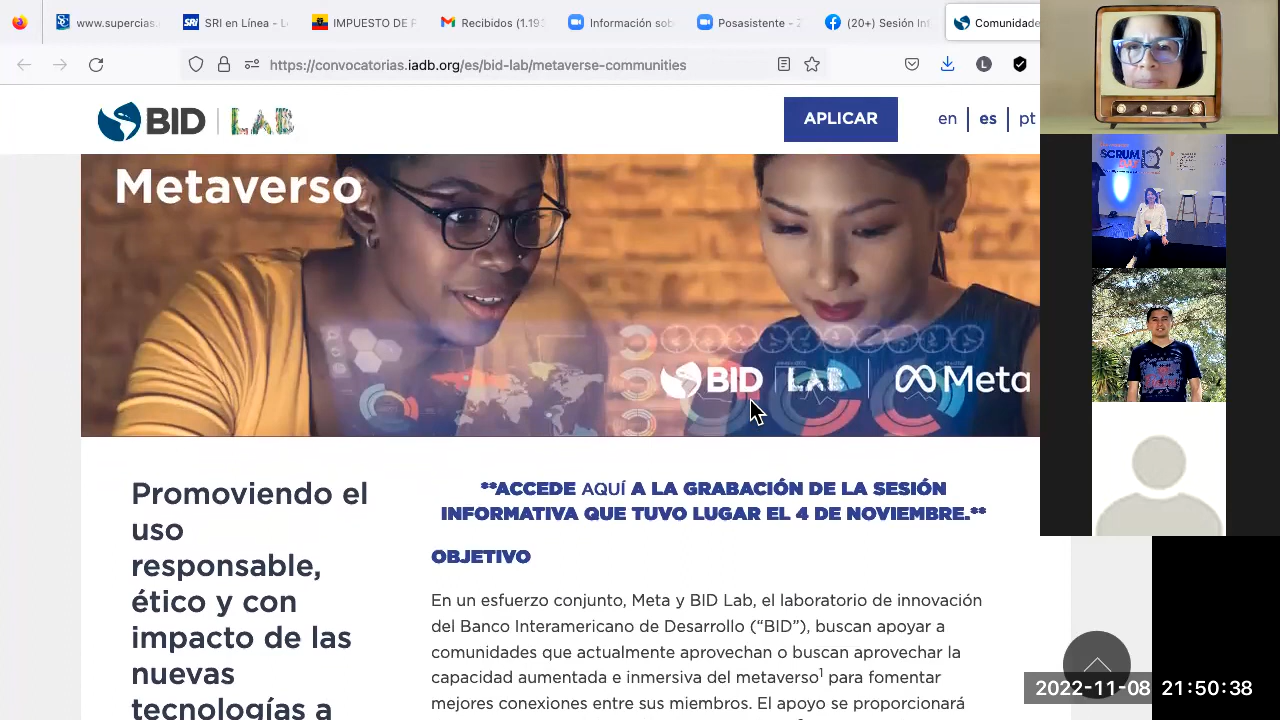 www.supercias.
SRI en Línea - L
IMPUESTO DE F
Recibidos (1.193
Información sob
Posasistente - Z
(20+) Sesión Inf
Comunidade
https://convocatorias.iadb.org/es/bid-lab/metaverse-communities
BID | LAB
APLICAR
en | es | pt
Metaverso
BID | LAB | Meta
SCRUM
DAY
Promoviendo el
uso
responsable,
ético y con
impacto de las
nuevas
tecnologías a
**ACCEDE AQUÍ A LA GRABACIÓN DE LA SESIÓN
INFORMATIVA QUE TUVO LUGAR EL 4 DE NOVIEMBRE.**
OBJETIVO
En un esfuerzo conjunto, Meta y BID Lab, el laboratorio de innovación
del Banco Interamericano de Desarrollo (“BID”), buscan apoyar a
comunidades que actualmente aprovechan o buscan aprovechar la
capacidad aumentada e inmersiva del metaverso¹ para fomentar
mejores conexiones entre sus miembros. El apoyo se proporcionará
2022-11-08 21:50:38